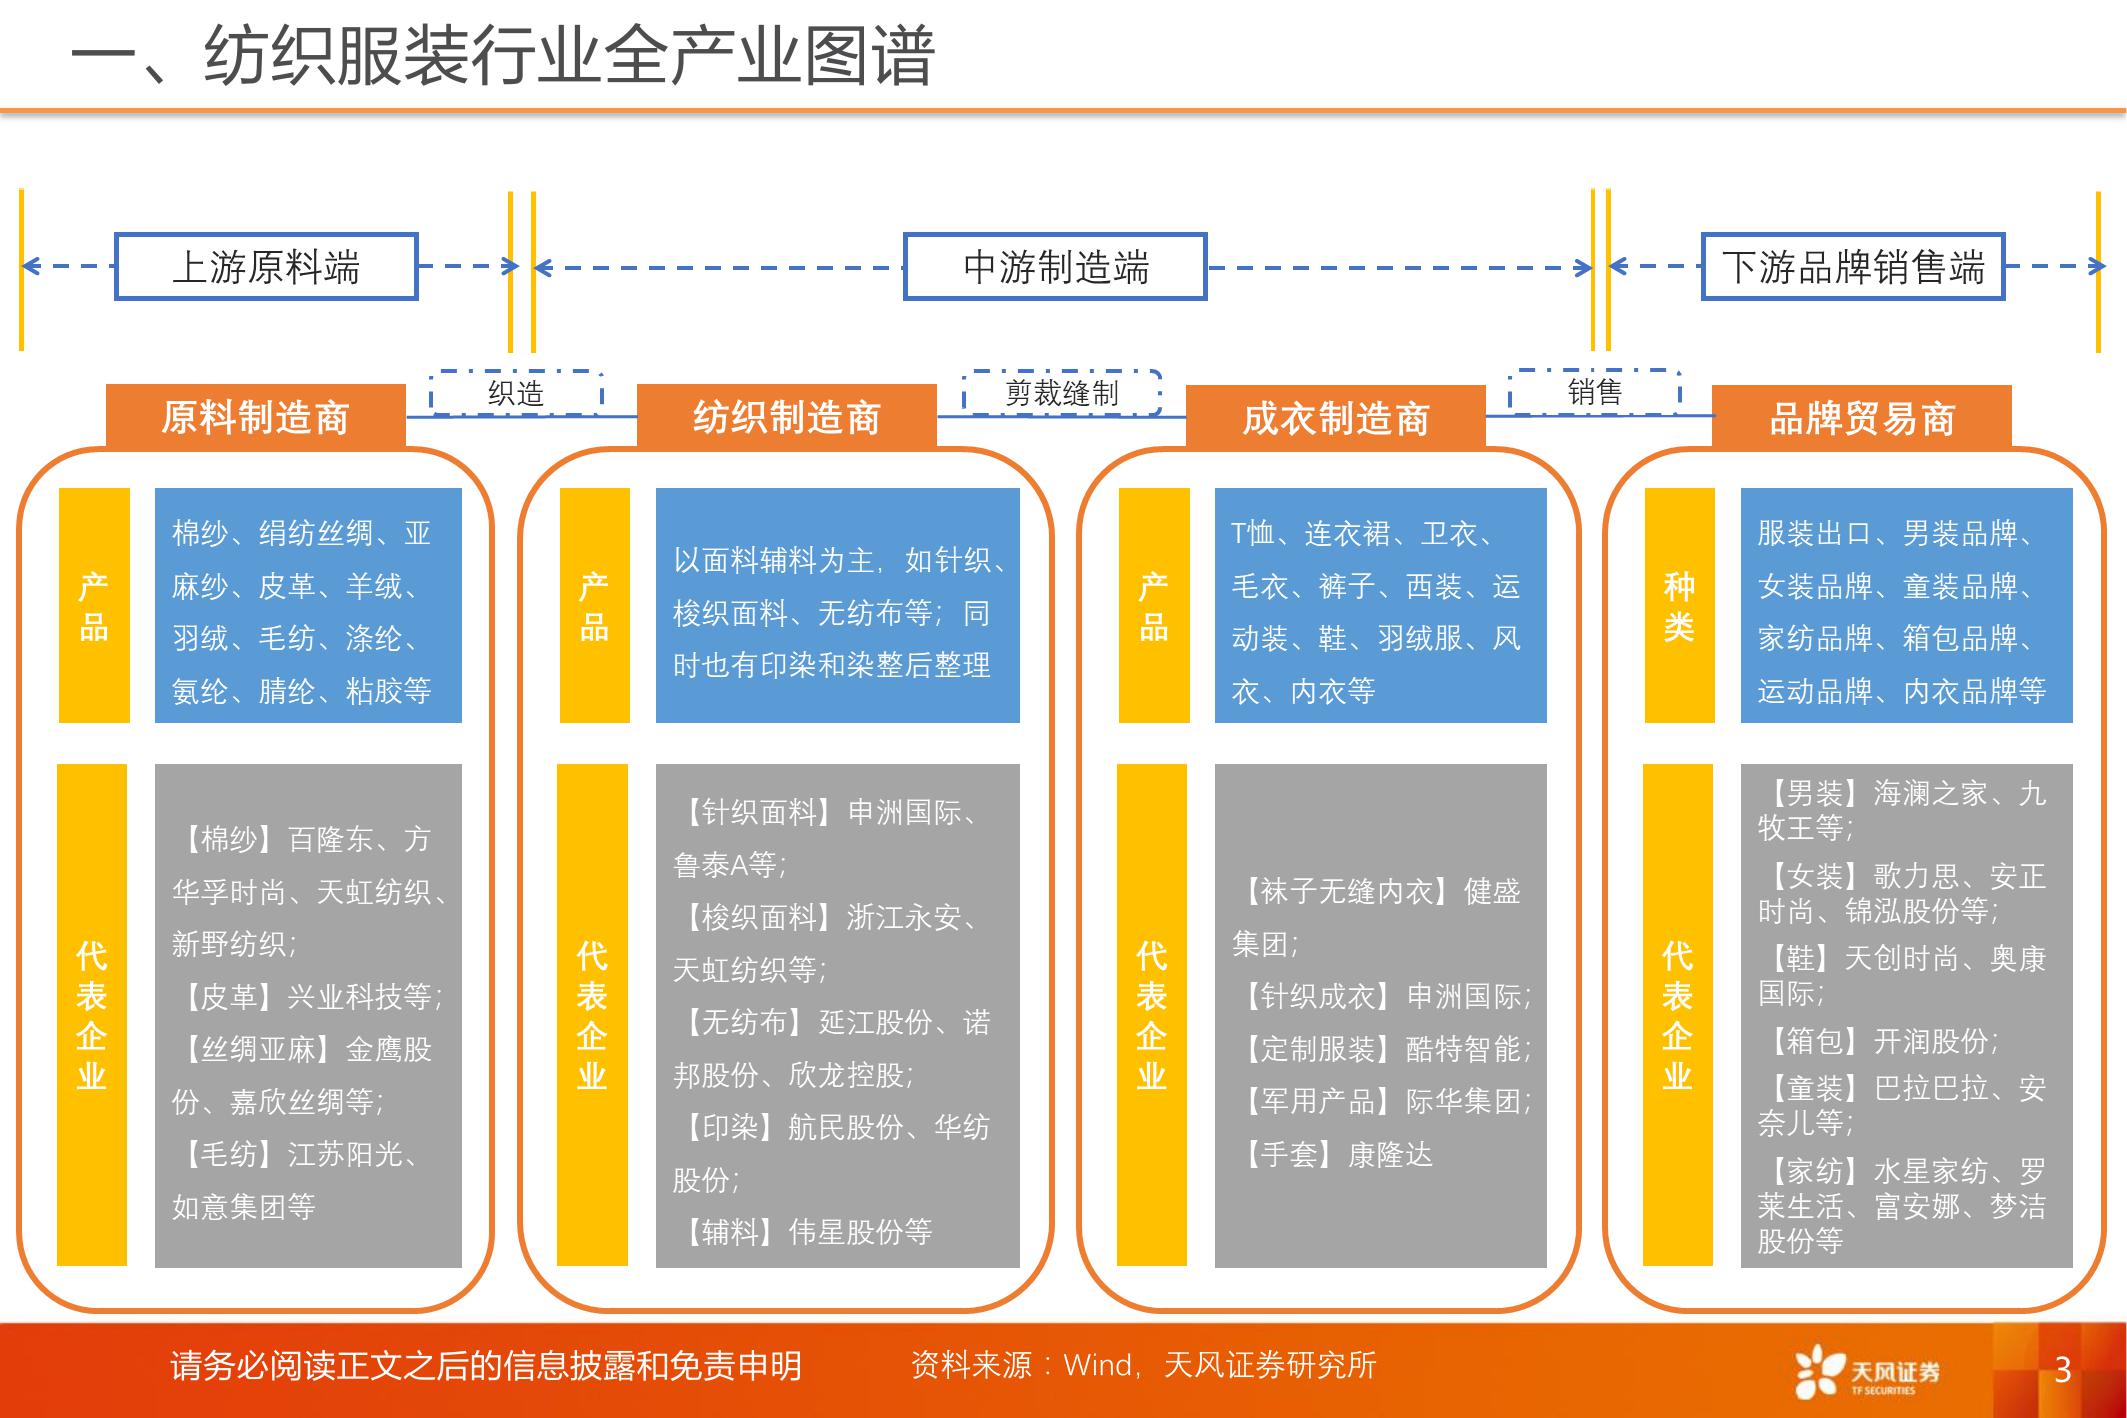 一、纺织服装行业全产业图谱
上游原料端
中游制造端
下游品牌销售端
织造
剪裁缝制
销售
原料制造商
纺织制造商
成衣制造商
品牌贸易商
产
品
棉纱、绢纺丝绸、亚
麻纱、皮革、羊绒、
羽绒、毛纺、涤纶、
氨纶、腈纶、粘胶等
代
表
企
业
【棉纱】百隆东、方
华孚时尚、天虹纺织、
新野纺织；
【皮革】兴业科技等；
【丝绸亚麻】金鹰股
份、嘉欣丝绸等；
【毛纺】江苏阳光、
如意集团等
产
品
以面料辅料为主，如针织、
梭织面料、无纺布等；同
时也有印染和染整后整理
代
表
企
业
【针织面料】申洲国际、
鲁泰A等；
【梭织面料】浙江永安、
天虹纺织等；
【无纺布】延江股份、诺
邦股份、欣龙控股；
【印染】航民股份、华纺
股份；
【辅料】伟星股份等
产
品
T恤、连衣裙、卫衣、
毛衣、裤子、西装、运
动装、鞋、羽绒服、风
衣、内衣等
代
表
企
业
【袜子无缝内衣】健盛
集团；
【针织成衣】申洲国际；
【定制服装】酷特智能；
【军用产品】际华集团；
【手套】康隆达
种
类
服装出口、男装品牌、
女装品牌、童装品牌、
家纺品牌、箱包品牌、
运动品牌、内衣品牌等
代
表
企
业
【男装】海澜之家、九
牧王等；
【女装】歌力思、安正
时尚、锦泓股份等；
【鞋】天创时尚、奥康
国际；
【箱包】开润股份；
【童装】巴拉巴拉、安
奈儿等；
【家纺】水星家纺、罗
莱生活、富安娜、梦洁
股份等
请务必阅读正文之后的信息披露和免责申明
资料来源：Wind，天风证券研究所
天风证券
TF SECURITIES
3